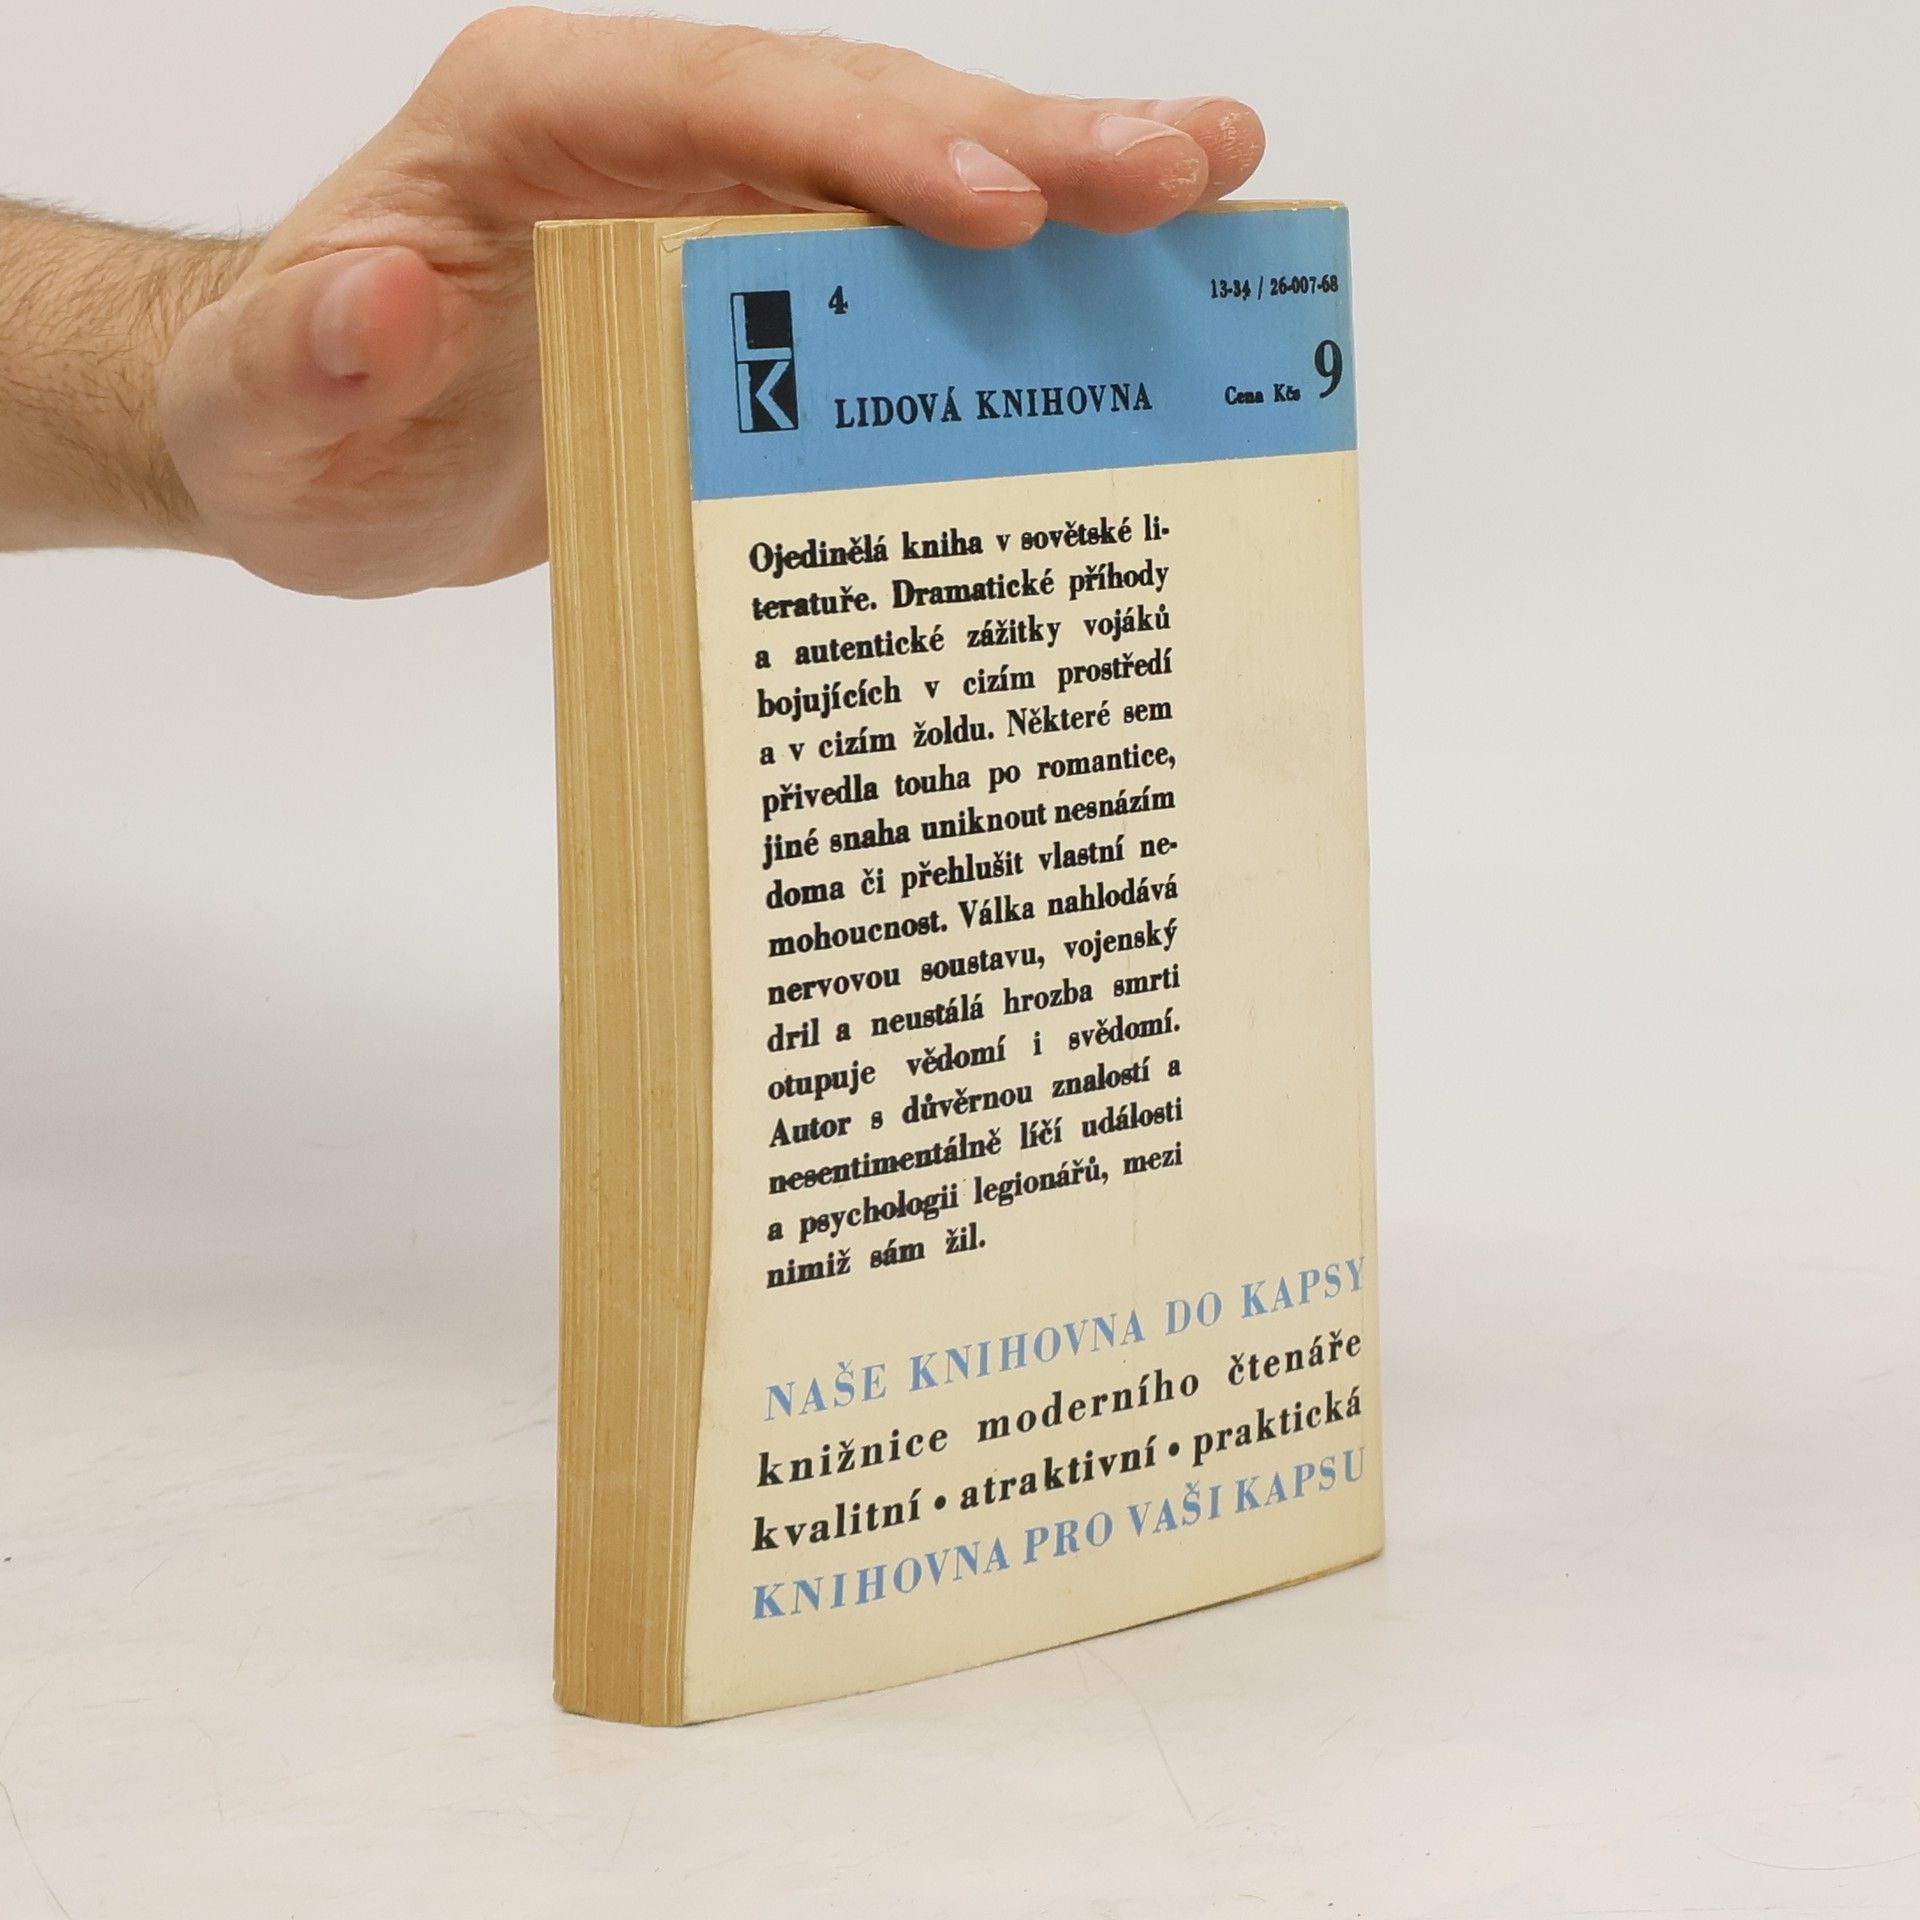 LK
4
13-34 / 26-007-68
LIDOVÁ KNIHOVNA
Cena Kčs 9
Ojedinělá kniha v sovětské li-
teratuře. Dramatické příhody
a autentické zážitky vojáků
bojujících v cizím prostředí
a v cizím žoldu. Některé sem
přivedla touha po romantice,
jiné snaha uniknout nesnázím
doma či přehlušit vlastní ne-
mohoucnost. Válka nahlodává
nervovou soustavu, vojenský
dril a neustálá hrozba smrti
otupuje vědomí i svědomí.
Autor s důvěrnou znalostí a
nesentimentálně líčí události
a psychologii legionářů, mezi
nimiž sám žil.
NAŠE KNIHOVNA DO KAPSY
knižnice moderního čtenáře
kvalitní • atraktivní • praktická
KNIHOVNA PRO VAŠI KAPSU